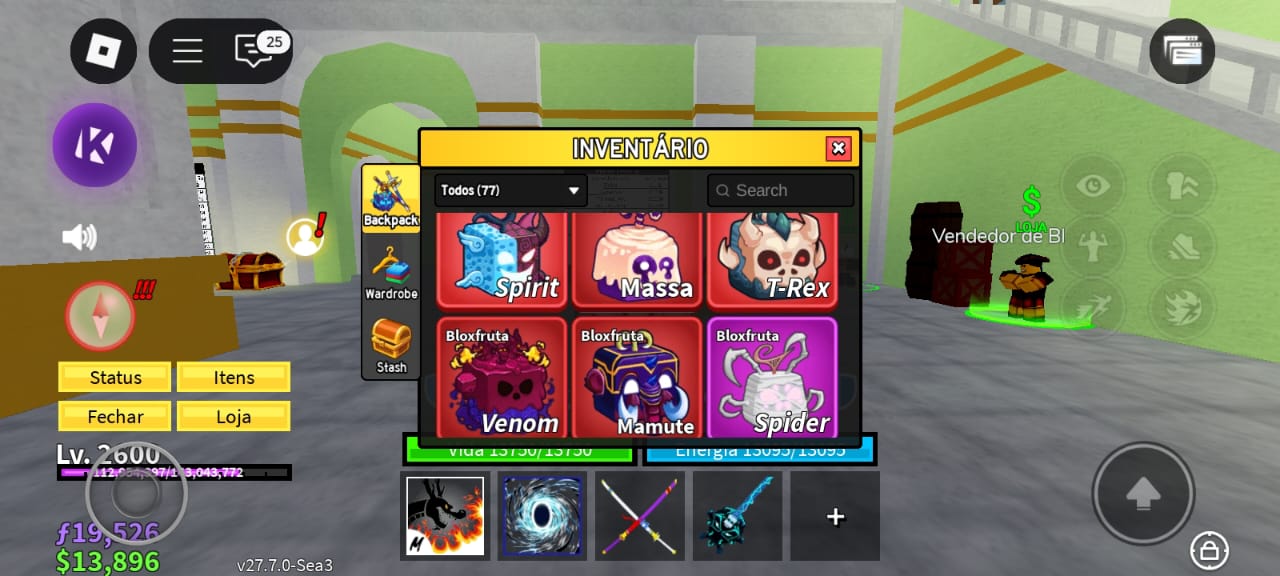 25
INVENTÁRIO
Todos (77)
Search
Backpack
Wardrobe
Stash
Spirit
Massa
T-Rex
Bloxfruta
Venom
Bloxfruta
Mamute
Bloxfruta
Spider
$
LOJA
Vendedor de Bl
!
!!!
Status
Itens
Fechar
Loja
Lv. 2600
Vida 13750/13750
Energia 13095/13095
ƒ19,526
$13,896
v27.7.0-Sea3
M
+